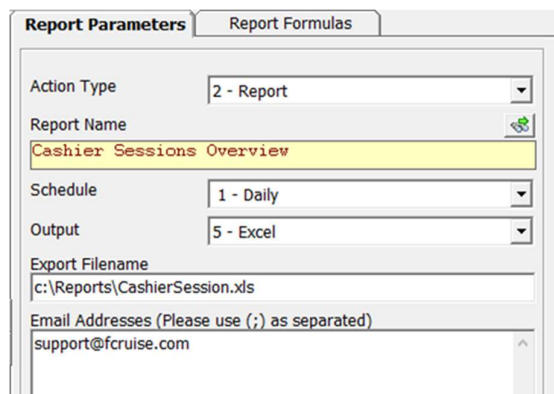 Report Parameters Report Formulas
Action Type 2 - Report
Report Name
Cashier Sessions Overview
Schedule 1 - Daily
Output 5 - Excel
Export Filename
c:\Reports\CashierSession.xls
Email Addresses (Please use (;) as separated)
support@fcruise.com